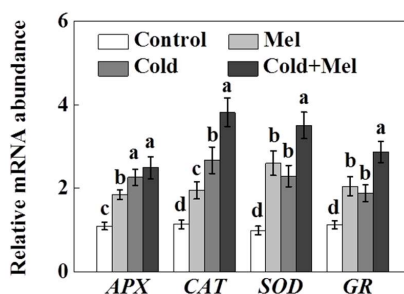 Relative mRNA abundance
6
4
2
0
Control Mel
Cold Cold+Mel
c b a a
d c b a
d b b a
d b b a
APX CAT SOD GR